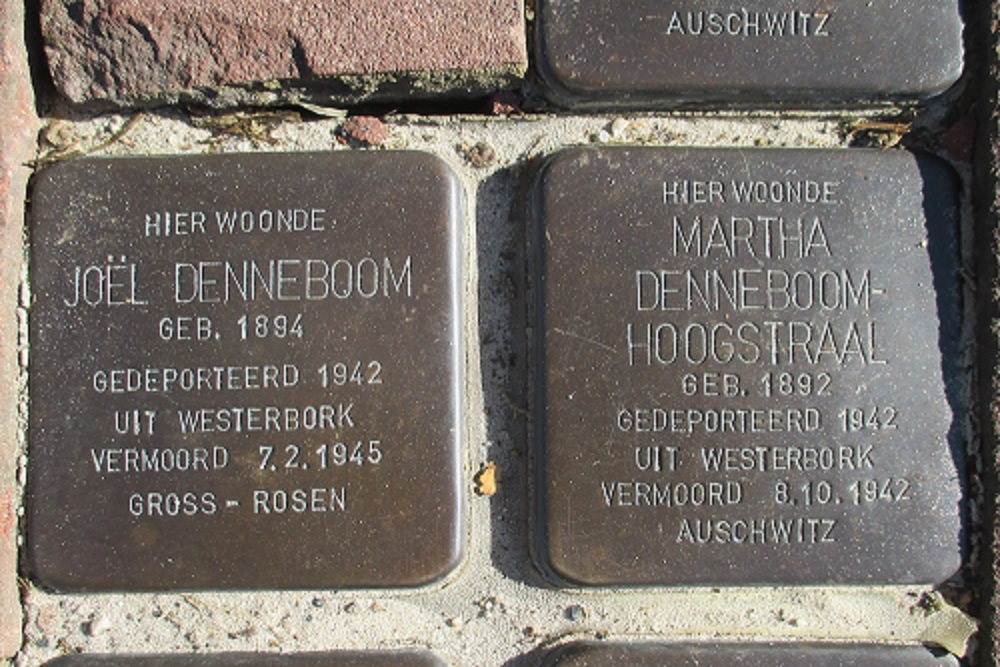 AUSCHWITZ
HIER WOONDE
JOËL DENNEBOOM
GEB. 1894
GEDEPORTEERD 1942
UIT WESTERBORK
VERMOORD 7.2.1945
GROSS - ROSEN
HIER WOONDE
MARTHA
DENNEBOOM-
HOOGSTRAAL
GEB. 1892
GEDEPORTEERD 1942
UIT WESTERBORK
VERMOORD 8.10.1942
AUSCHWITZ